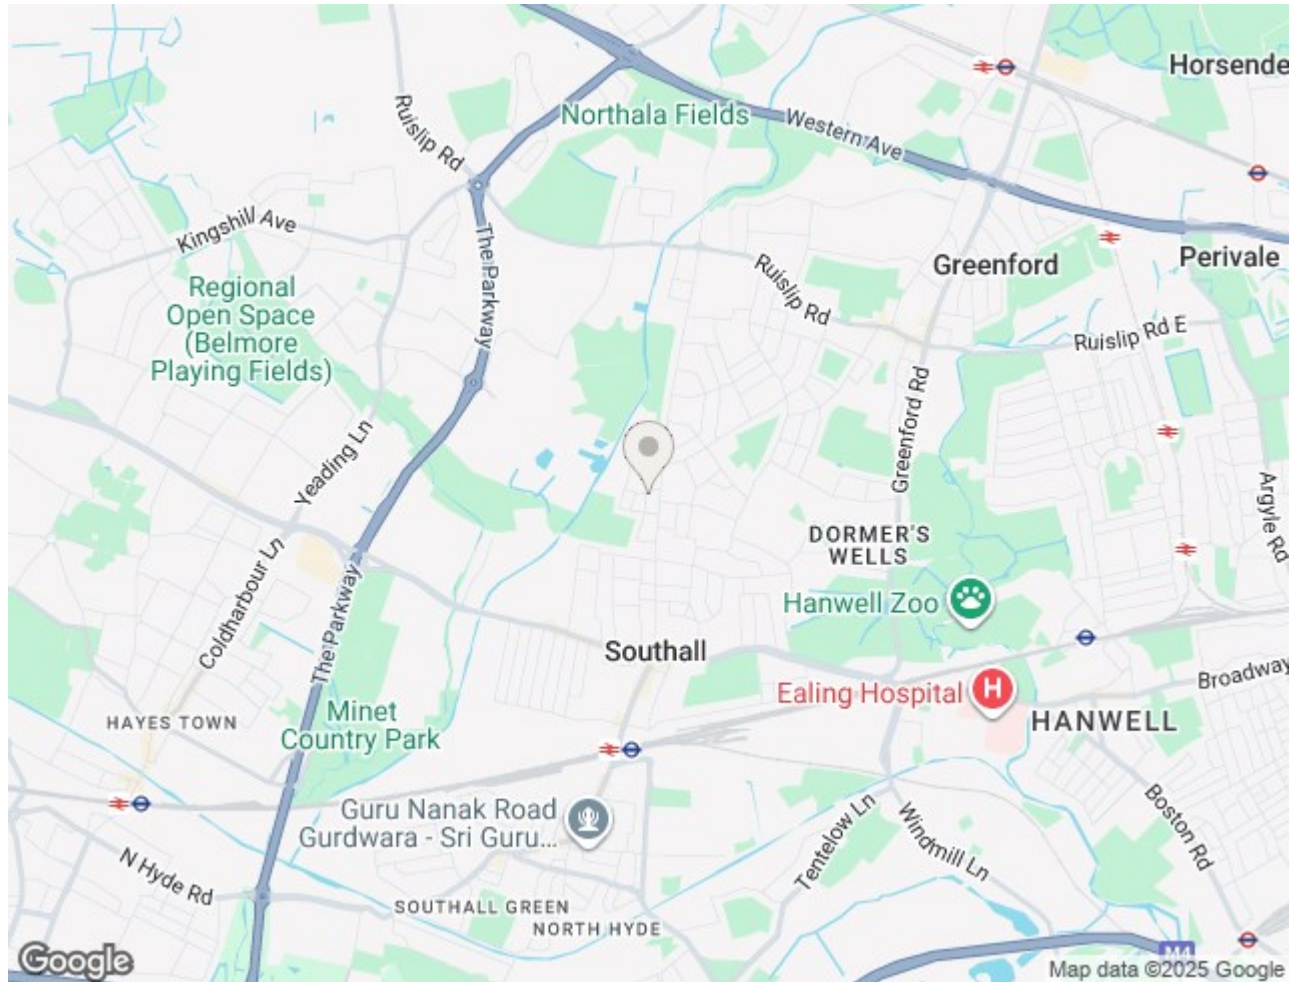 Horsende
Northala Fields
Western Ave
Ruislip Rd
Kingshill Ave
The Parkway
Ruislip Rd
Greenford
Perivale
Regional
Open Space
(Belmore
Playing Fields)
Ruislip Rd E
Greenford Rd
Yeading Ln
Argyle Rd
DORMER'S
WELLS
Coldharbour Ln
The Parkway
Hanwell Zoo
Southall
Ealing Hospital
H
Broadway
HANWELL
HAYES TOWN
Minet
Country Park
Guru Nanak Road
Gurdwara - Sri Guru...
Tentelow Ln
Windmill Ln
Boston Rd
N Hyde Rd
SOUTHALL GREEN
NORTH HYDE
M4
Google
Map data ©2025 Google